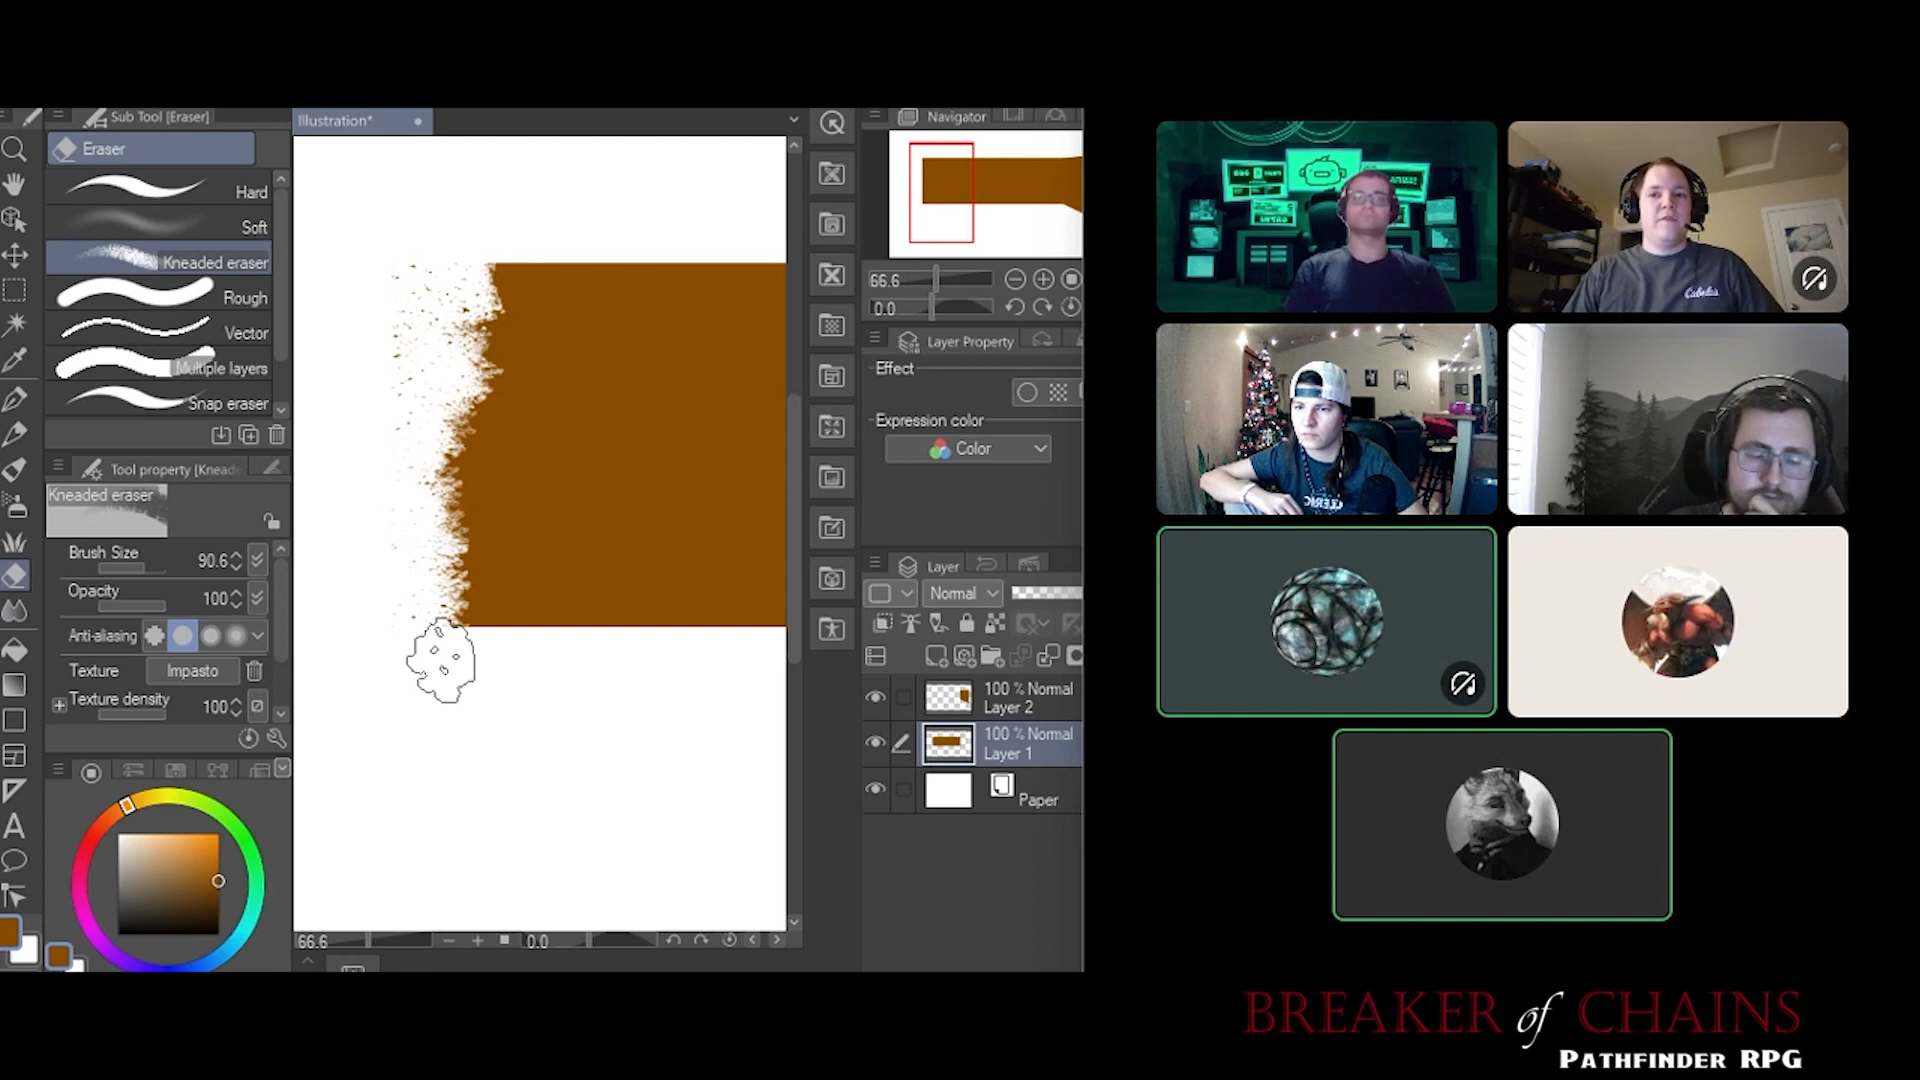 Sub Tool [Eraser]
Eraser
Hard
Soft
Kneaded eraser
Rough
Vector
Multiple layers
Snap eraser
Tool property [Knead
Kneaded eraser
Brush Size
90.6
Opacity
100
Anti-aliasing
Texture
Impasto
Texture density
100
Illustration*
66.6
0.0
Navigator
66.6
0.0
Layer Property
Effect
Expression color
Color
Layer
Normal
100 % Normal
Layer 2
100 % Normal
Layer 1
Paper
Cabela's
BREAKER of CHAINS
PATHFINDER RPG